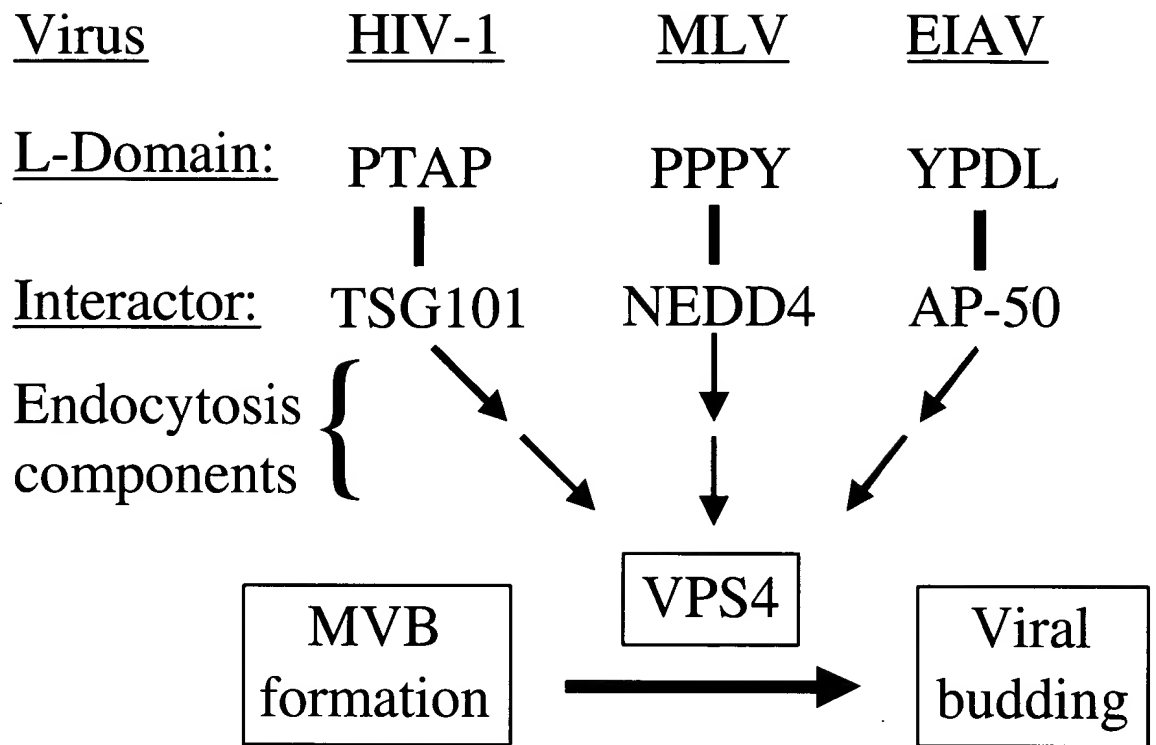 Virus HIV-1 MLV EIAV
L-Domain: PTAP PPPY YPDL
Interactor: TSG101 NEDD4 AP-50
Endocytosis
components
VPS4
MVB
formation
Viral
budding